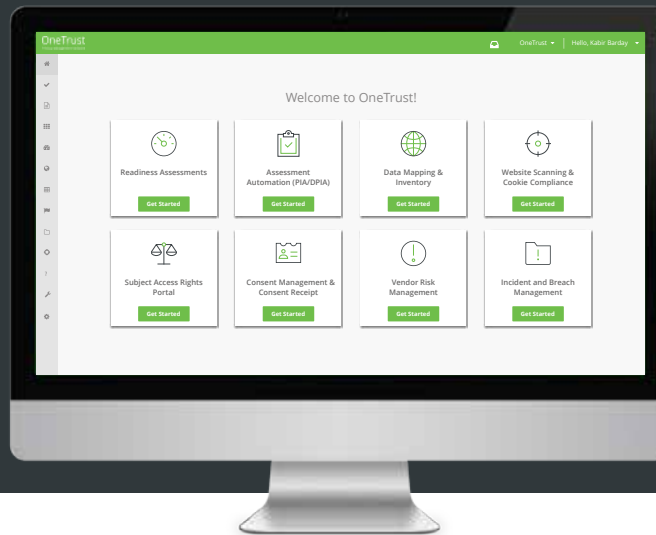 OneTrust
OneTrust
Hello, Kabir Barday
Welcome to OneTrust!
Readiness Assessments
Get Started
Assessment
Automation (PIA/DPIA)
Get Started
Data Mapping &
Inventory
Get Started
Website Scanning &
Cookie Compliance
Get Started
Subject Access Rights
Portal
Get Started
Consent Management &
Consent Receipt
Get Started
Vendor Risk
Management
Get Started
Incident and Breach
Management
Get Started